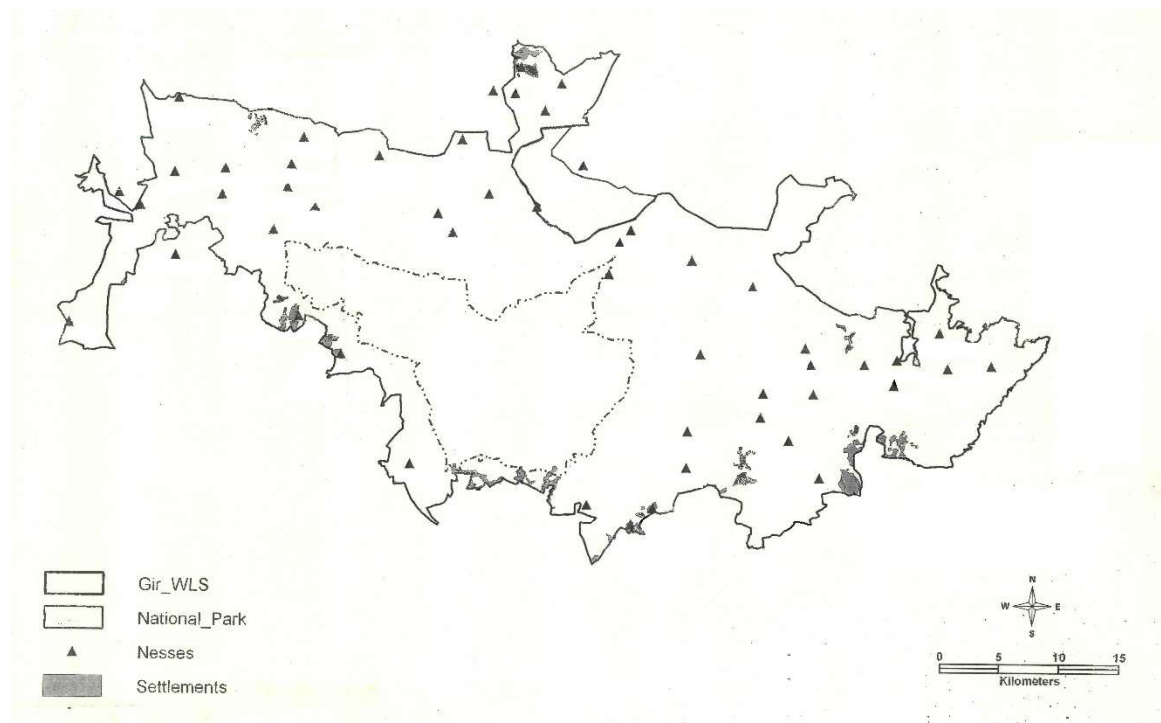 Gir_WLS
National_Park
Nesses
Settlements
N
W E
S
0 5 10 15
Kilometers